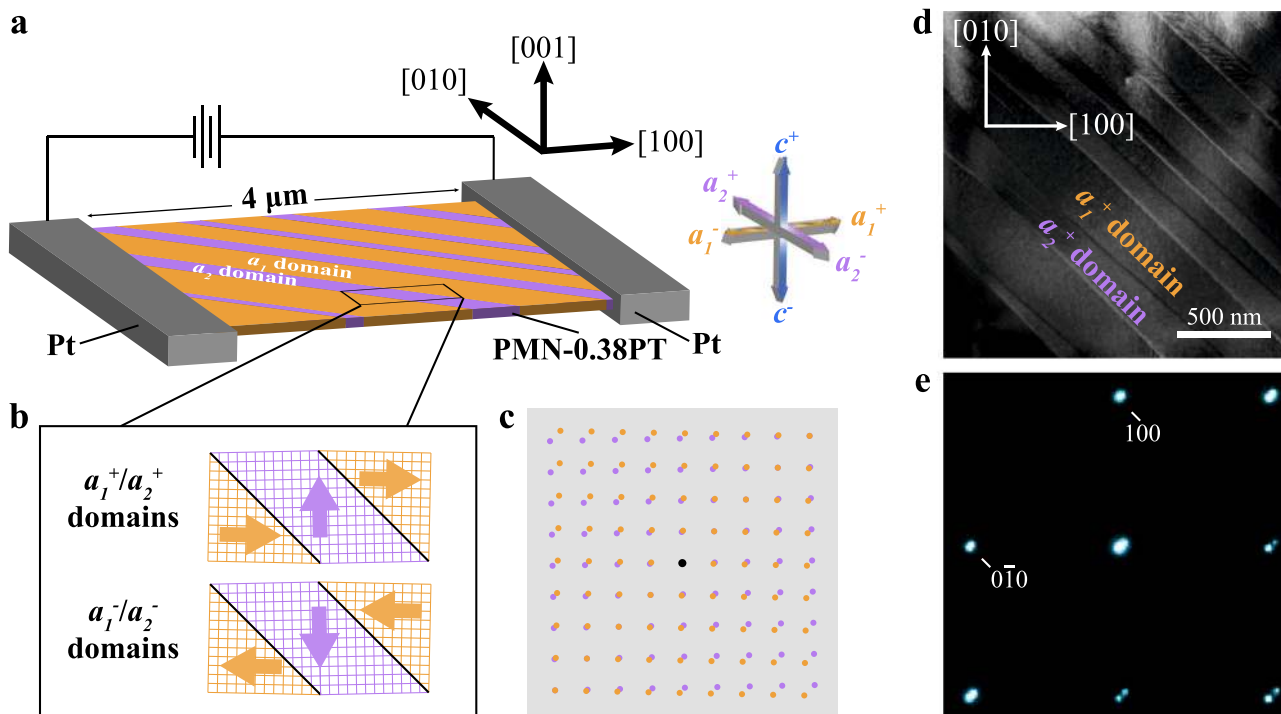 a
[001]
[010]
[100]
4 μm
a₁ domain
a₂ domain
Pt
PMN-0.38PT
Pt
c⁺
a₂⁺
a₁⁺
a₁⁻
a₂⁻
c⁻
b
a₁⁺/a₂⁺
domains
a₁⁻/a₂⁻
domains
c
d
[010]
[100]
a₁⁺ domain
a₂⁺ domain
500 nm
e
100
01̄0